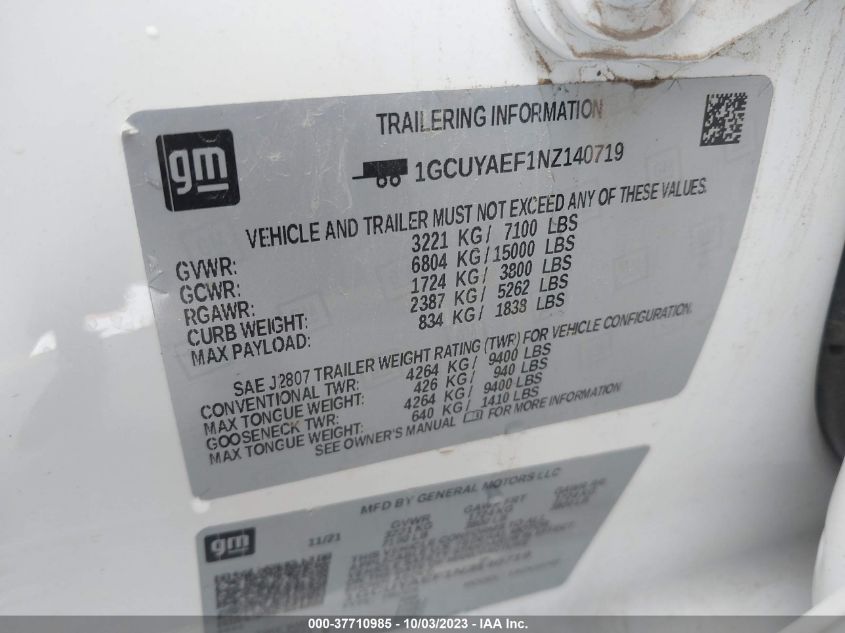 TRAILERING INFORMATION
gm
1GCUYAEF1NZ140719
VEHICLE AND TRAILER MUST NOT EXCEED ANY OF THESE VALUES.
GVWR: 3221 KG / 7100 LBS
GCWR: 6804 KG / 15000 LBS
RGAWR: 1724 KG / 3800 LBS
CURB WEIGHT: 2387 KG / 5262 LBS
MAX PAYLOAD: 834 KG / 1838 LBS
SAE J2807 TRAILER WEIGHT RATING (TWR) FOR VEHICLE CONFIGURATION.
CONVENTIONAL TWR: 4264 KG / 9400 LBS
MAX TONGUE WEIGHT: 426 KG / 940 LBS
GOOSENECK TWR: 4264 KG / 9400 LBS
MAX TONGUE WEIGHT: 640 KG / 1410 LBS
SEE OWNER'S MANUAL FOR MORE INFORMATION
MFD BY GENERAL MOTORS LLC
gm
11/21 GVWR GAWR FRT GAWR RR
000-37710985 - 10/03/2023 - IAA Inc.